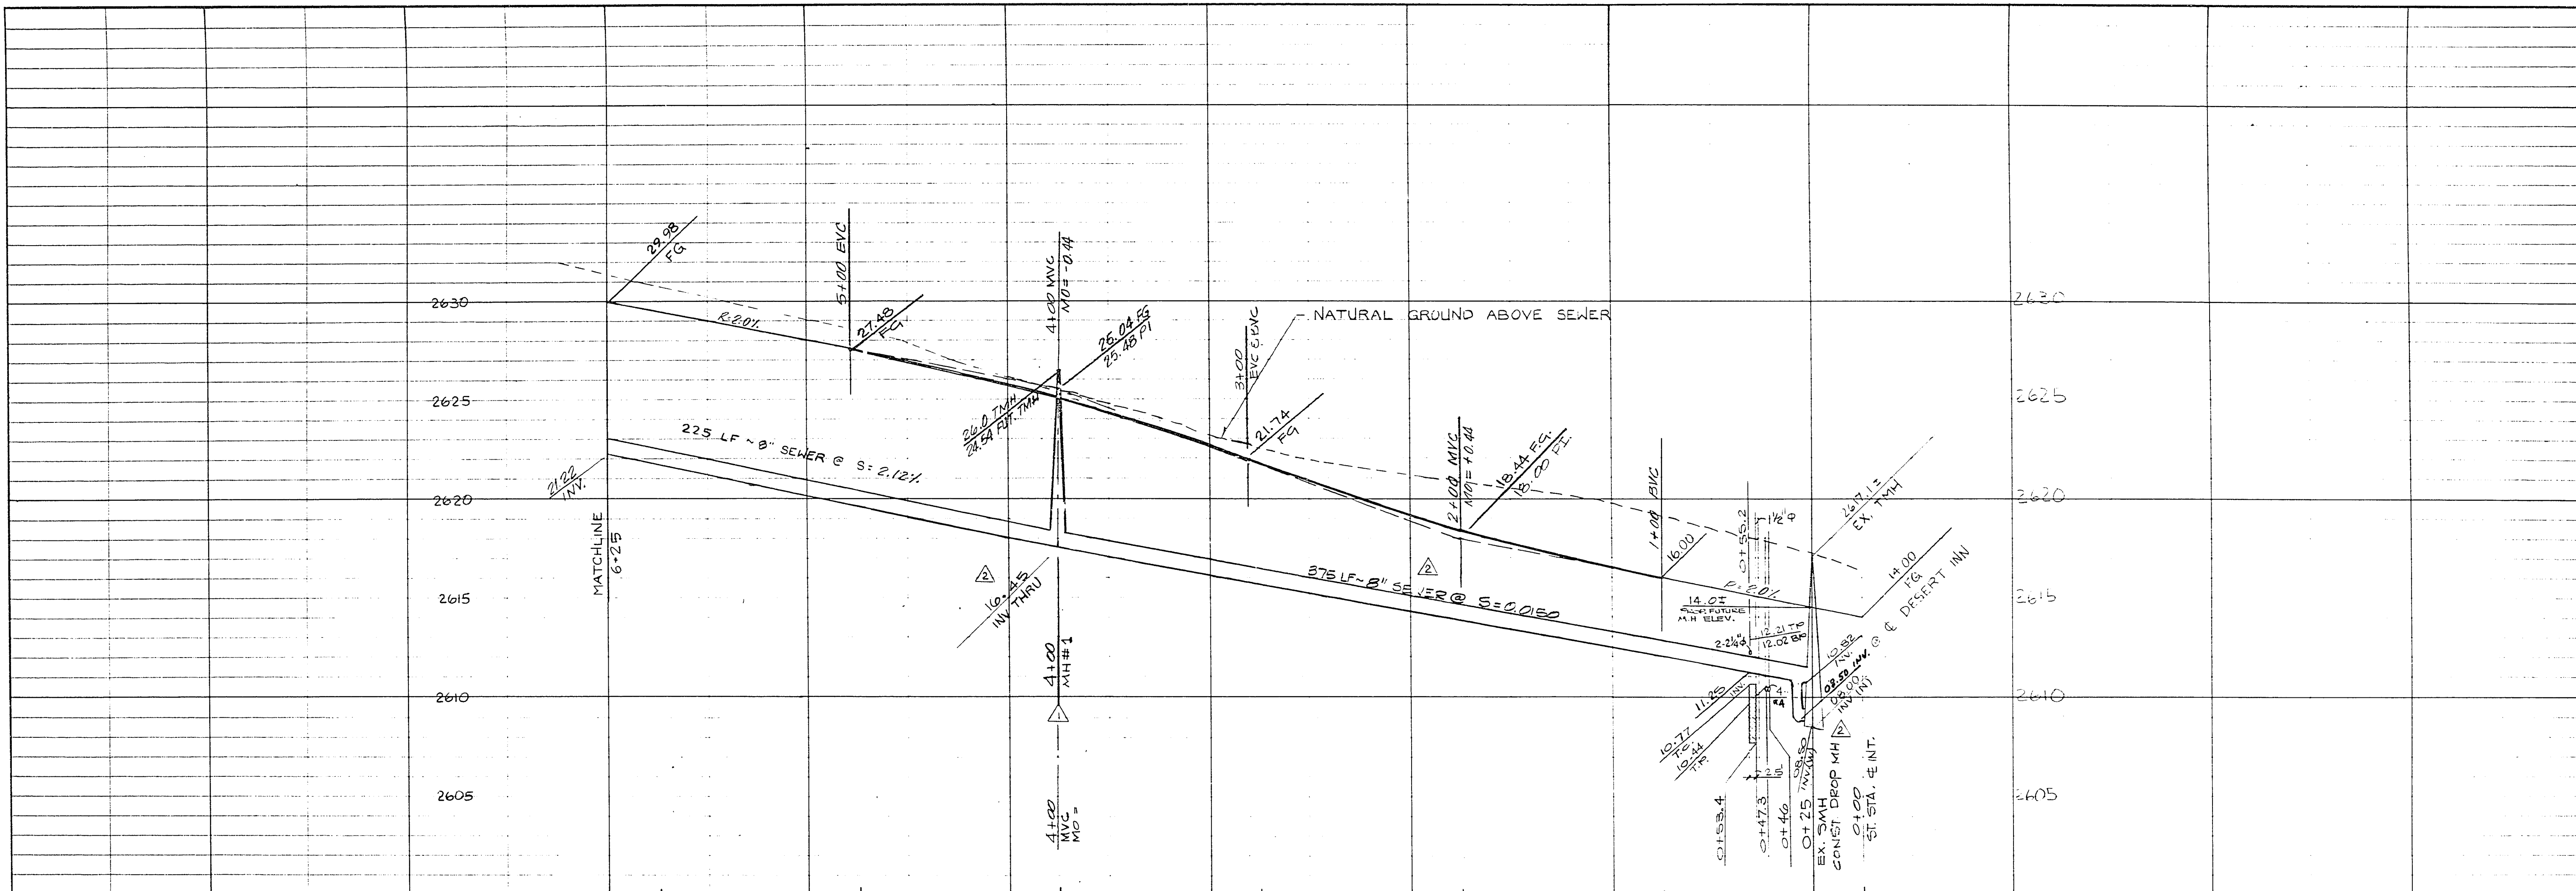 29.98
FG
2630
R=2.0%
5+00 EVC
27.48
FG
4+00 MVC
MO = -0.44
25.04 FG
25.48 PI
NATURAL GROUND ABOVE SEWER
3+00
EVC & BVC
21.74
FG
2630
2625
26.0 TMH
24.54 FUT. TMH
225 LF ~ 8" SEWER @ S=2.12%
21.22
INV.
2620
MATCHLINE
6+25
2+00 MVC
MO = +0.44
18.44 F.G.
18.00 P.I.
1+00 BVC
16.00
0+55.2
1½"φ
2617.1±
EX. TMH
2625
2620
2
16.45
INV THRU
375 LF ~ 8" SEWER @ S=0.0150
2
R=2.0%
14.0±
FUTURE
M.H ELEV.
14.00
FG
@ ℄ DESERT INN
2615
2615
2-2¼"φ
12.21 TP
12.02 BP
10.82
INV.
08.50 INV.
08.00
INV (N)
4+00
MH #1
1
2610
11.25 INV.
10.77
T.C.
10.44
T.P.
2610
2.5
08.50
INV (W)
2605
4+00
MVC
MO =
0+53.4
0+47.3
0+46
0+25
EX. SMH
CONST. DROP MH
2
0+00
ST. STA. ℄ INT.
2605